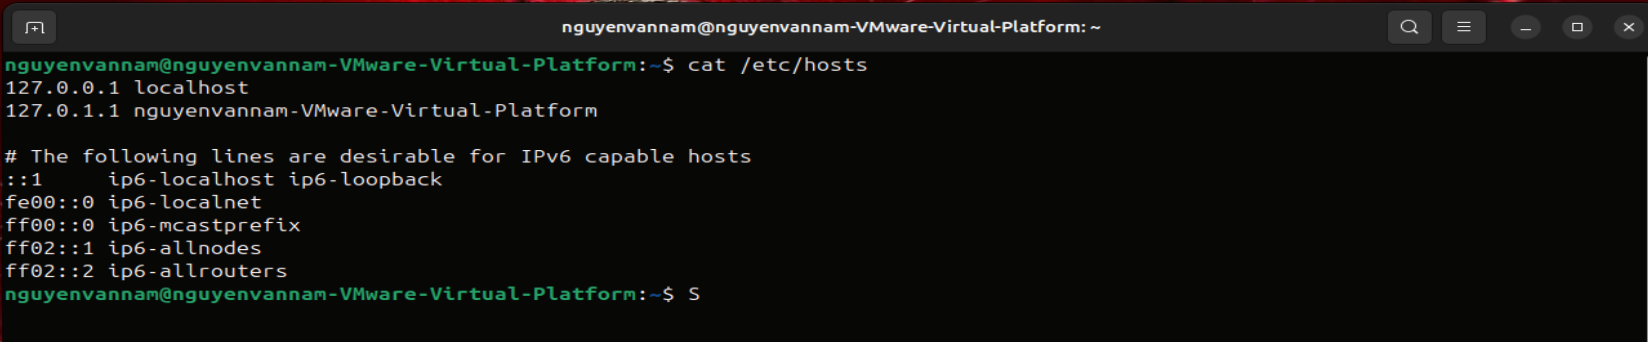 nguyenvannam@nguyenvannam-VMware-Virtual-Platform: ~
nguyenvannam@nguyenvannam-VMware-Virtual-Platform:~$ cat /etc/hosts
127.0.0.1 localhost
127.0.1.1 nguyenvannam-VMware-Virtual-Platform
# The following lines are desirable for IPv6 capable hosts
::1     ip6-localhost ip6-loopback
fe00::0 ip6-localnet
ff00::0 ip6-mcastprefix
ff02::1 ip6-allnodes
ff02::2 ip6-allrouters
nguyenvannam@nguyenvannam-VMware-Virtual-Platform:~$ S